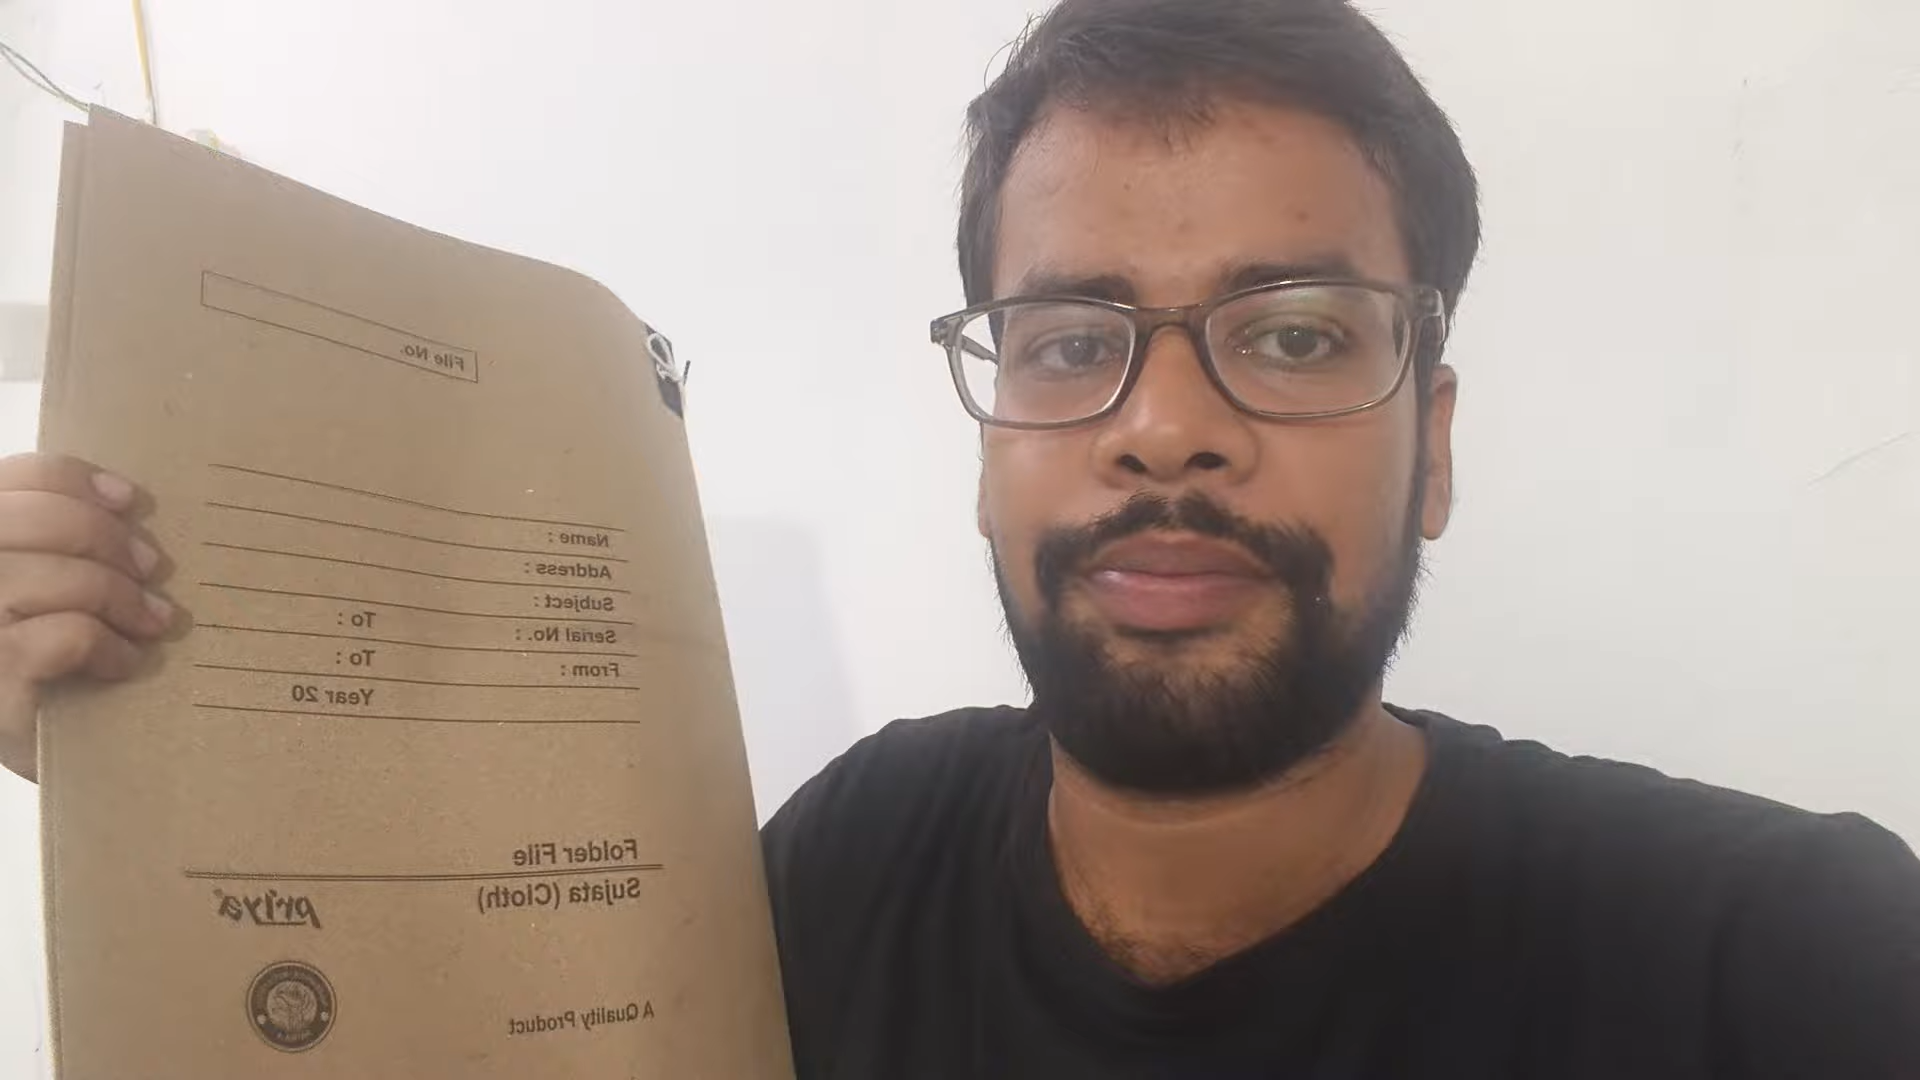 File No.
Name :
Address :
Subject :
Serial No. : To :
From : To :
Year 20
Folder File
Sujata (Cloth)
priya
A Quality Product